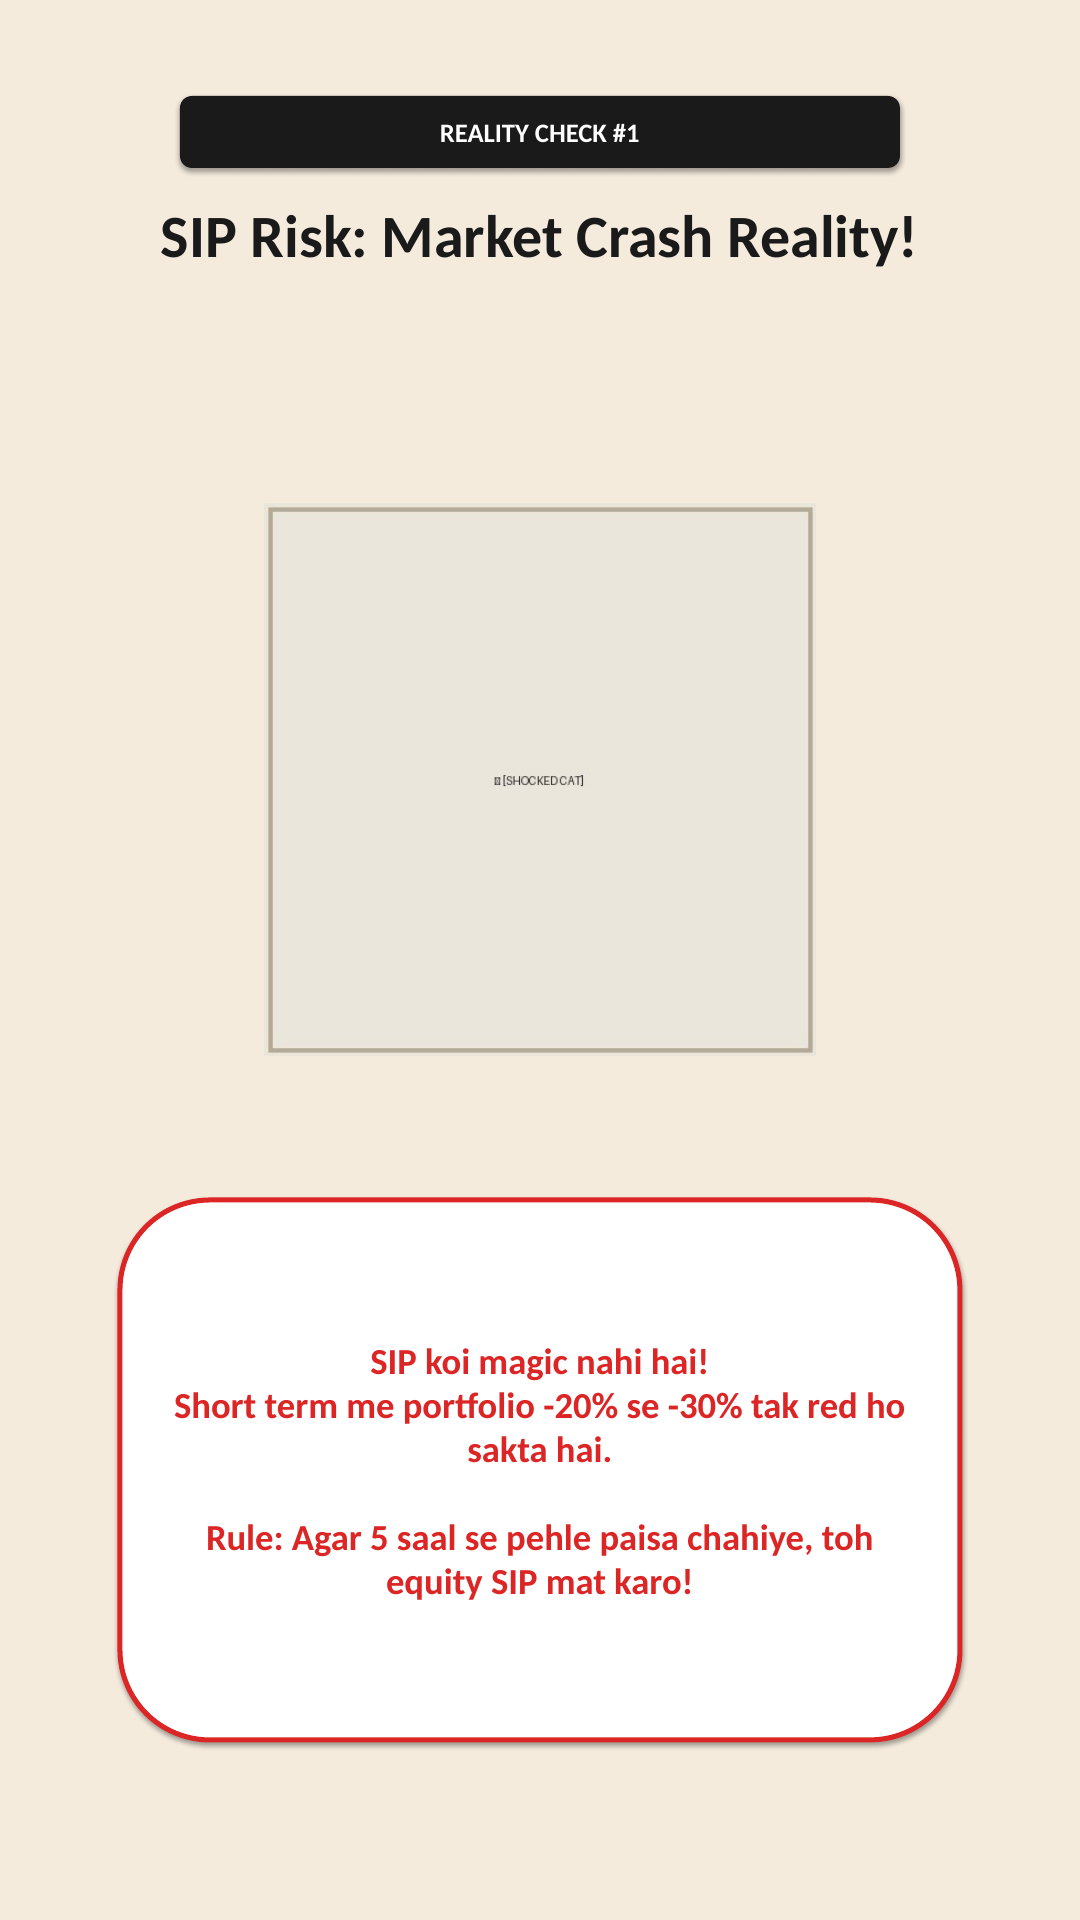 REALITY CHECK #1
SIP Risk: Market Crash Reality!
[SHOCKED CAT]
SIP koi magic nahi hai!
Short term me portfolio -20% se -30% tak red ho
sakta hai.
Rule: Agar 5 saal se pehle paisa chahiye, toh
equity SIP mat karo!